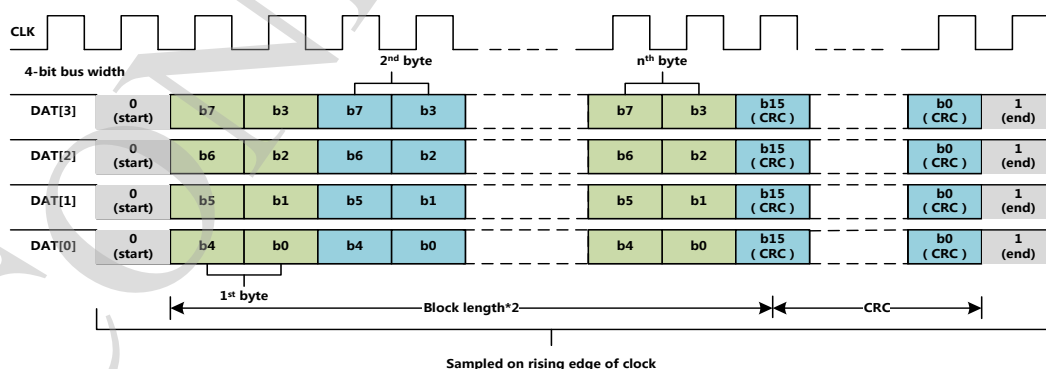 CLK
4-bit bus width
2nd byte
nth byte
DAT[3] 0 (start) b7 b3 b7 b3 b7 b3 b15 (CRC) b0 (CRC) 1 (end)
DAT[2] 0 (start) b6 b2 b6 b2 b6 b2 b15 (CRC) b0 (CRC) 1 (end)
DAT[1] 0 (start) b5 b1 b5 b1 b5 b1 b15 (CRC) b0 (CRC) 1 (end)
DAT[0] 0 (start) b4 b0 b4 b0 b4 b0 b15 (CRC) b0 (CRC) 1 (end)
1st byte
Block length*2
CRC
Sampled on rising edge of clock